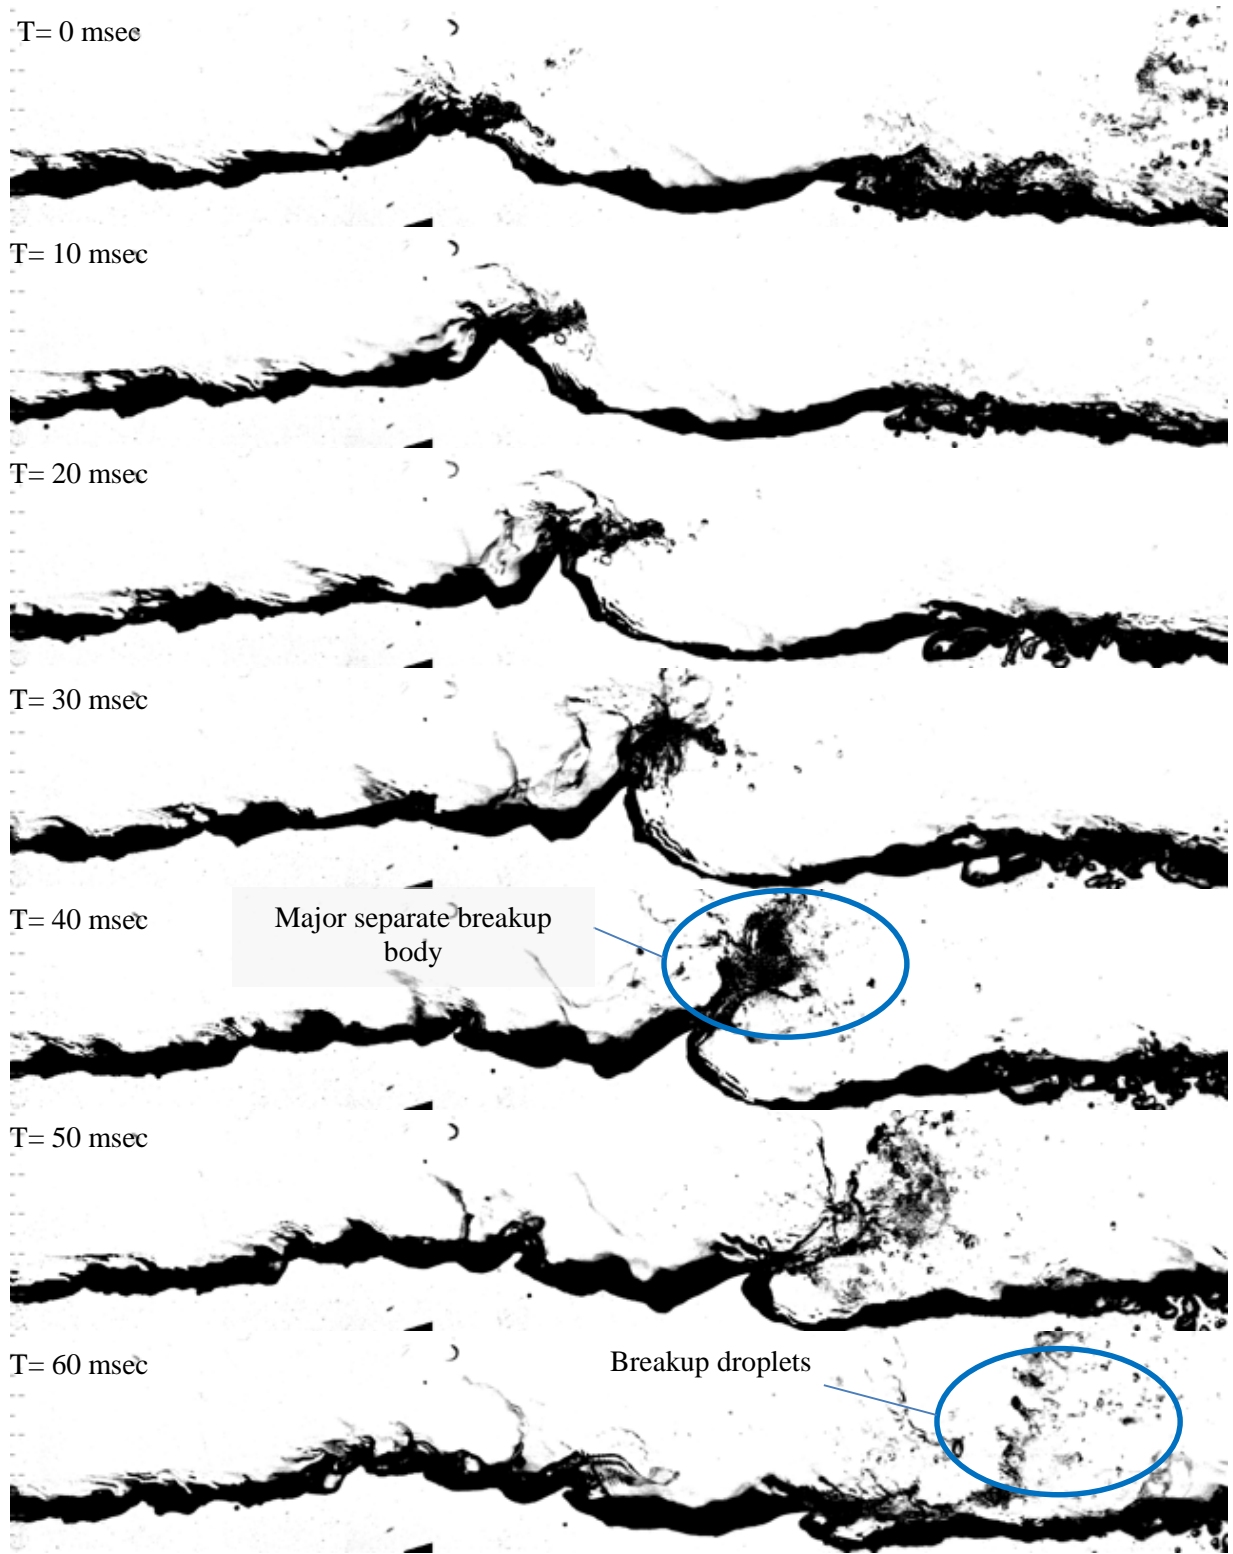 T= 0 msec
T= 10 msec
T= 20 msec
T= 30 msec
T= 40 msec
Major separate breakup
body
T= 50 msec
T= 60 msec
Breakup droplets